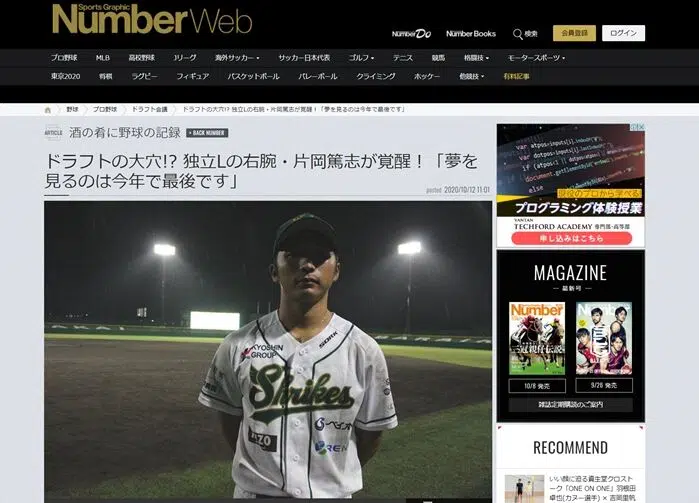 Sports Graphic
Number Web
Number Do
Number Books
検索
会員登録
ログイン
プロ野球 MLB 高校野球 Jリーグ 海外サッカー サッカー日本代表 ゴルフ テニス 競馬 格闘技 モータースポーツ
東京2020 将棋 ラグビー フィギュア バスケットボール バレーボール クライミング ホッケー 他競技 有料記事
野球 プロ野球 ドラフト会議 ドラフトの大穴!? 独立Lの右腕・片岡篤志が覚醒！「夢を見るのは今年で最後です」
ARTICLE 酒の肴に野球の記録 BACK NUMBER
ドラフトの大穴!? 独立Lの右腕・片岡篤志が覚醒！「夢を
見るのは今年で最後です」
posted 2020/10/12 11:01
KYOSHIN
GROUP
SORK
Shrikes
現役のプロから学べる!
プログラミング体験授業
VANTAN
TECHFORD ACADEMY 専門部・高等部
申し込みはこちら
MAGAZINE
最新号
Number
Number
10/8 発売
9/26 発売
雑誌定期購読のご案内
RECOMMEND
いい顔に迫る資生堂クロスト
ーク「ONE ON ONE」羽根田
卓也(カヌー選手) × 吉岡里帆